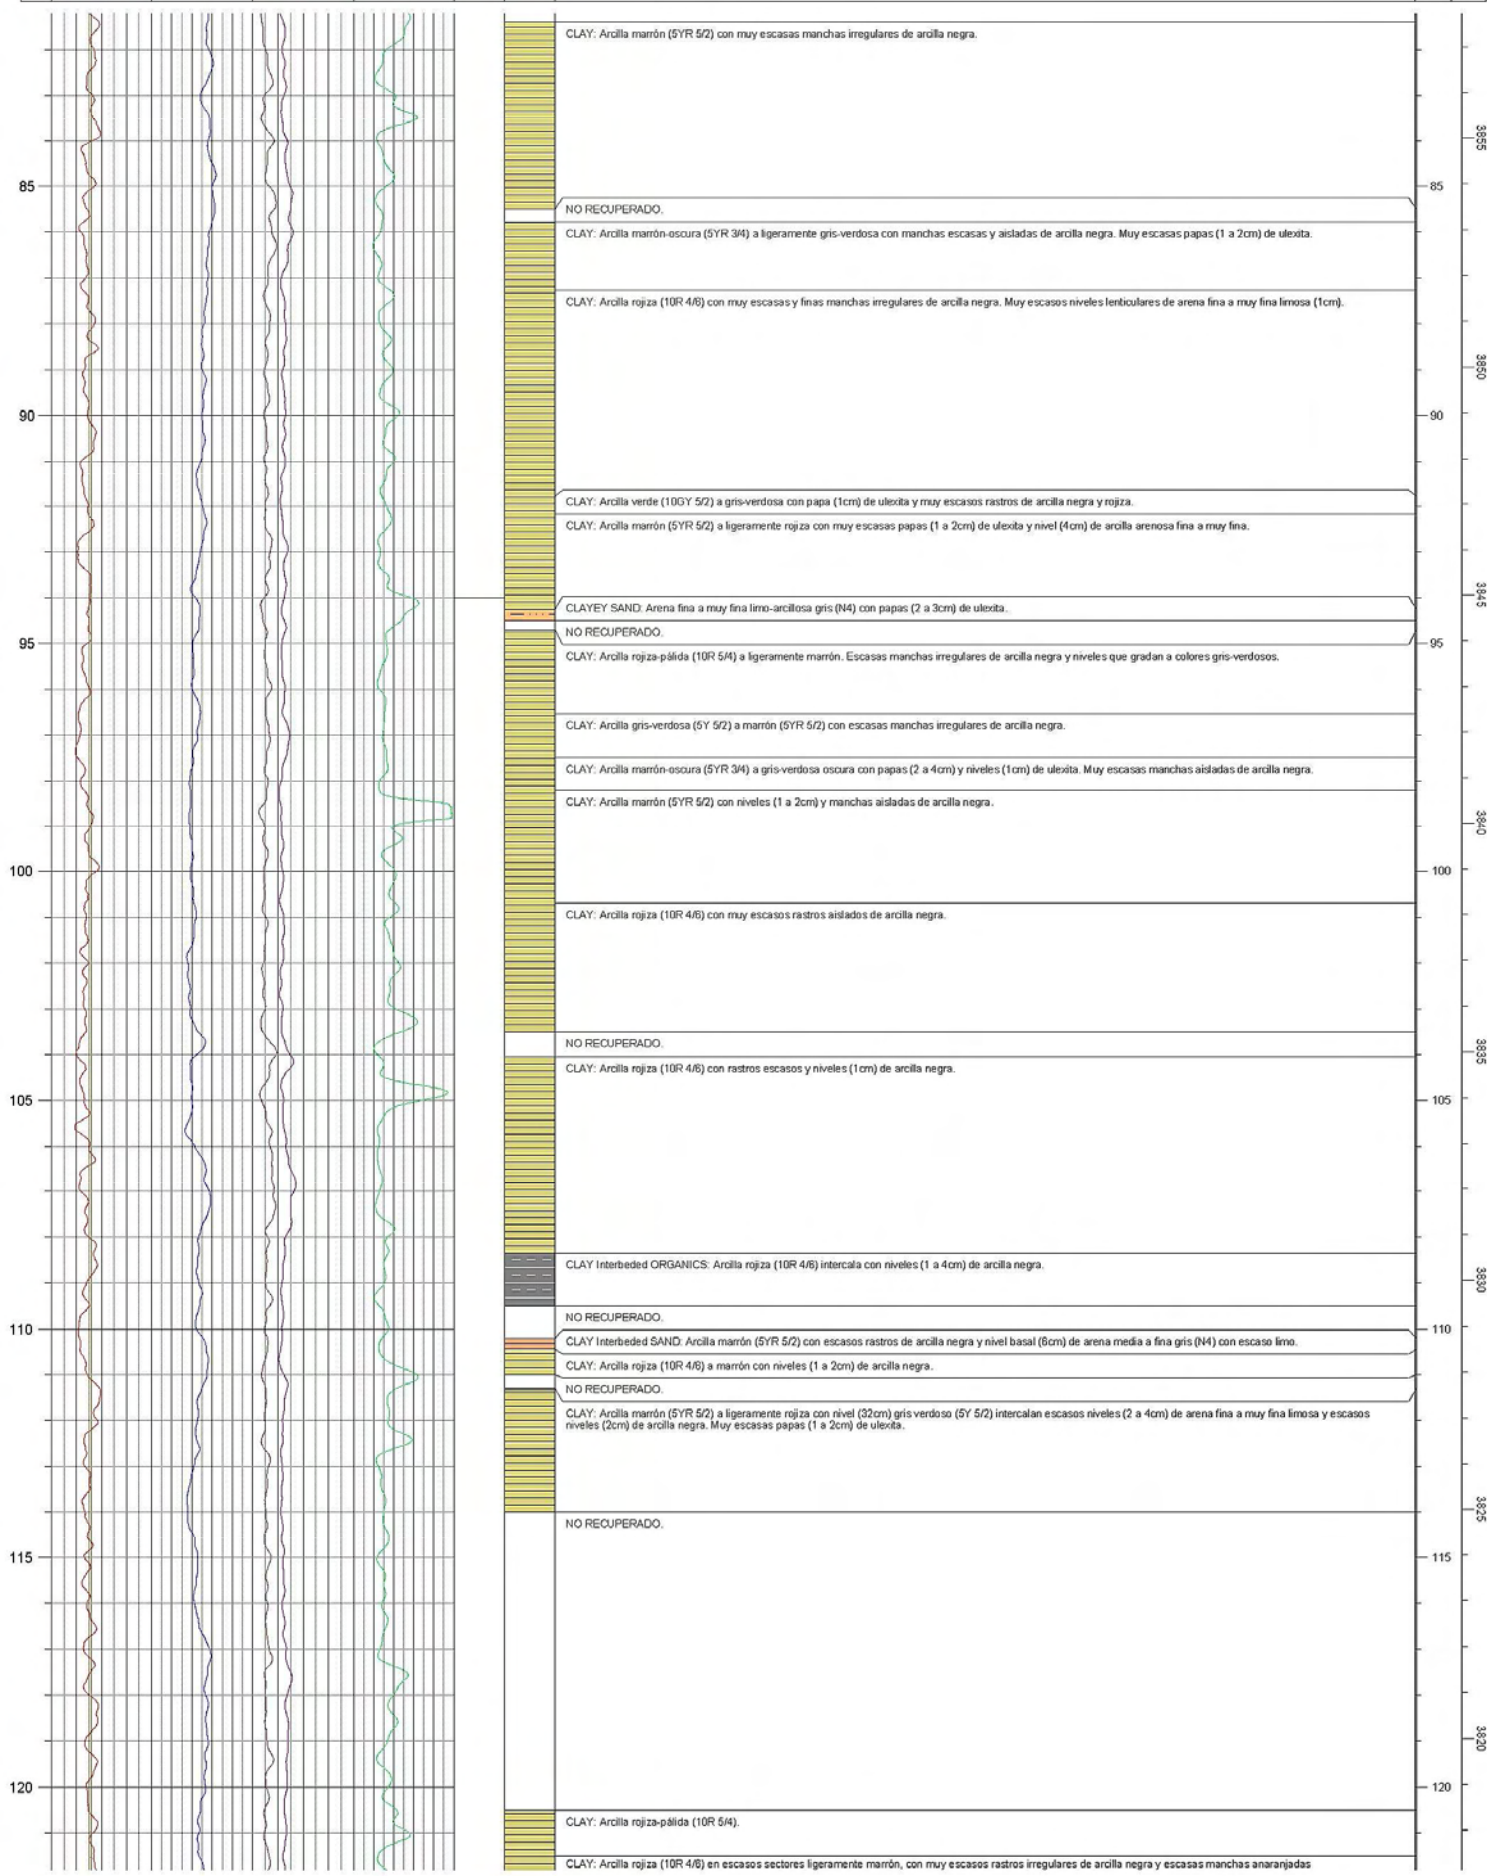 CLAY: Arcilla marrón (5YR 5/2) con muy escasas manchas irregulares de arcilla negra.
3855
85
85
NO RECUPERADO.
CLAY: Arcilla marrón-oscura (5YR 3/4) a ligeramente gris-verdosa con manchas escasas y aisladas de arcilla negra. Muy escasas papas (1 a 2cm) de ulexita.
CLAY: Arcilla rojiza (10R 4/6) con muy escasas y finas manchas irregulares de arcilla negra. Muy escasos niveles lenticulares de arena fina a muy fina limosa (1cm).
3850
90
90
CLAY: Arcilla verde (10GY 5/2) a gris-verdosa con papa (1cm) de ulexita y muy escasos rastros de arcilla negra y rojiza.
CLAY: Arcilla marrón (5YR 5/2) a ligeramente rojiza con muy escasas papas (1 a 2cm) de ulexita y nivel (4cm) de arcilla arenosa fina a muy fina.
3845
CLAYEY SAND: Arena fina a muy fina limo-arcillosa gris (N4) con papas (2 a 3cm) de ulexita.
NO RECUPERADO.
95
95
CLAY: Arcilla rojiza-pálida (10R 5/4) a ligeramente marrón. Escasas manchas irregulares de arcilla negra y niveles que gradan a colores gris-verdosos.
CLAY: Arcilla gris-verdosa (5Y 5/2) a marrón (5YR 5/2) con escasas manchas irregulares de arcilla negra.
CLAY: Arcilla marrón-oscura (5YR 3/4) a gris-verdosa oscura con papas (2 a 4cm) y niveles (1cm) de ulexita. Muy escasas manchas aisladas de arcilla negra.
CLAY: Arcilla marrón (5YR 5/2) con niveles (1 a 2cm) y manchas aisladas de arcilla negra.
3840
100
100
CLAY: Arcilla rojiza (10R 4/6) con muy escasos rastros aislados de arcilla negra.
NO RECUPERADO.
3835
CLAY: Arcilla rojiza (10R 4/6) con rastros escasos y niveles (1cm) de arcilla negra.
105
105
CLAY Interbeded ORGANICS: Arcilla rojiza (10R 4/6) intercala con niveles (1 a 4cm) de arcilla negra.
3830
NO RECUPERADO.
110
110
CLAY Interbeded SAND: Arcilla marrón (5YR 5/2) con escasos rastros de arcilla negra y nivel basal (6cm) de arena media a fina gris (N4) con escaso limo.
CLAY: Arcilla rojiza (10R 4/6) a marrón con niveles (1 a 2cm) de arcilla negra.
NO RECUPERADO.
CLAY: Arcilla marrón (5YR 5/2) a ligeramente rojiza con nivel (32cm) gris verdoso (5Y 5/2) intercalan escasos niveles (2 a 4cm) de arena fina a muy fina limosa y escasos
niveles (2cm) de arcilla negra. Muy escasas papas (1 a 2cm) de ulexita.
3825
NO RECUPERADO.
115
115
3820
120
120
CLAY: Arcilla rojiza-pálida (10R 5/4).
CLAY: Arcilla rojiza (10R 4/6) en escasos sectores ligeramente marrón, con muy escasos rastros irregulares de arcilla negra y escasas manchas anaranjadas